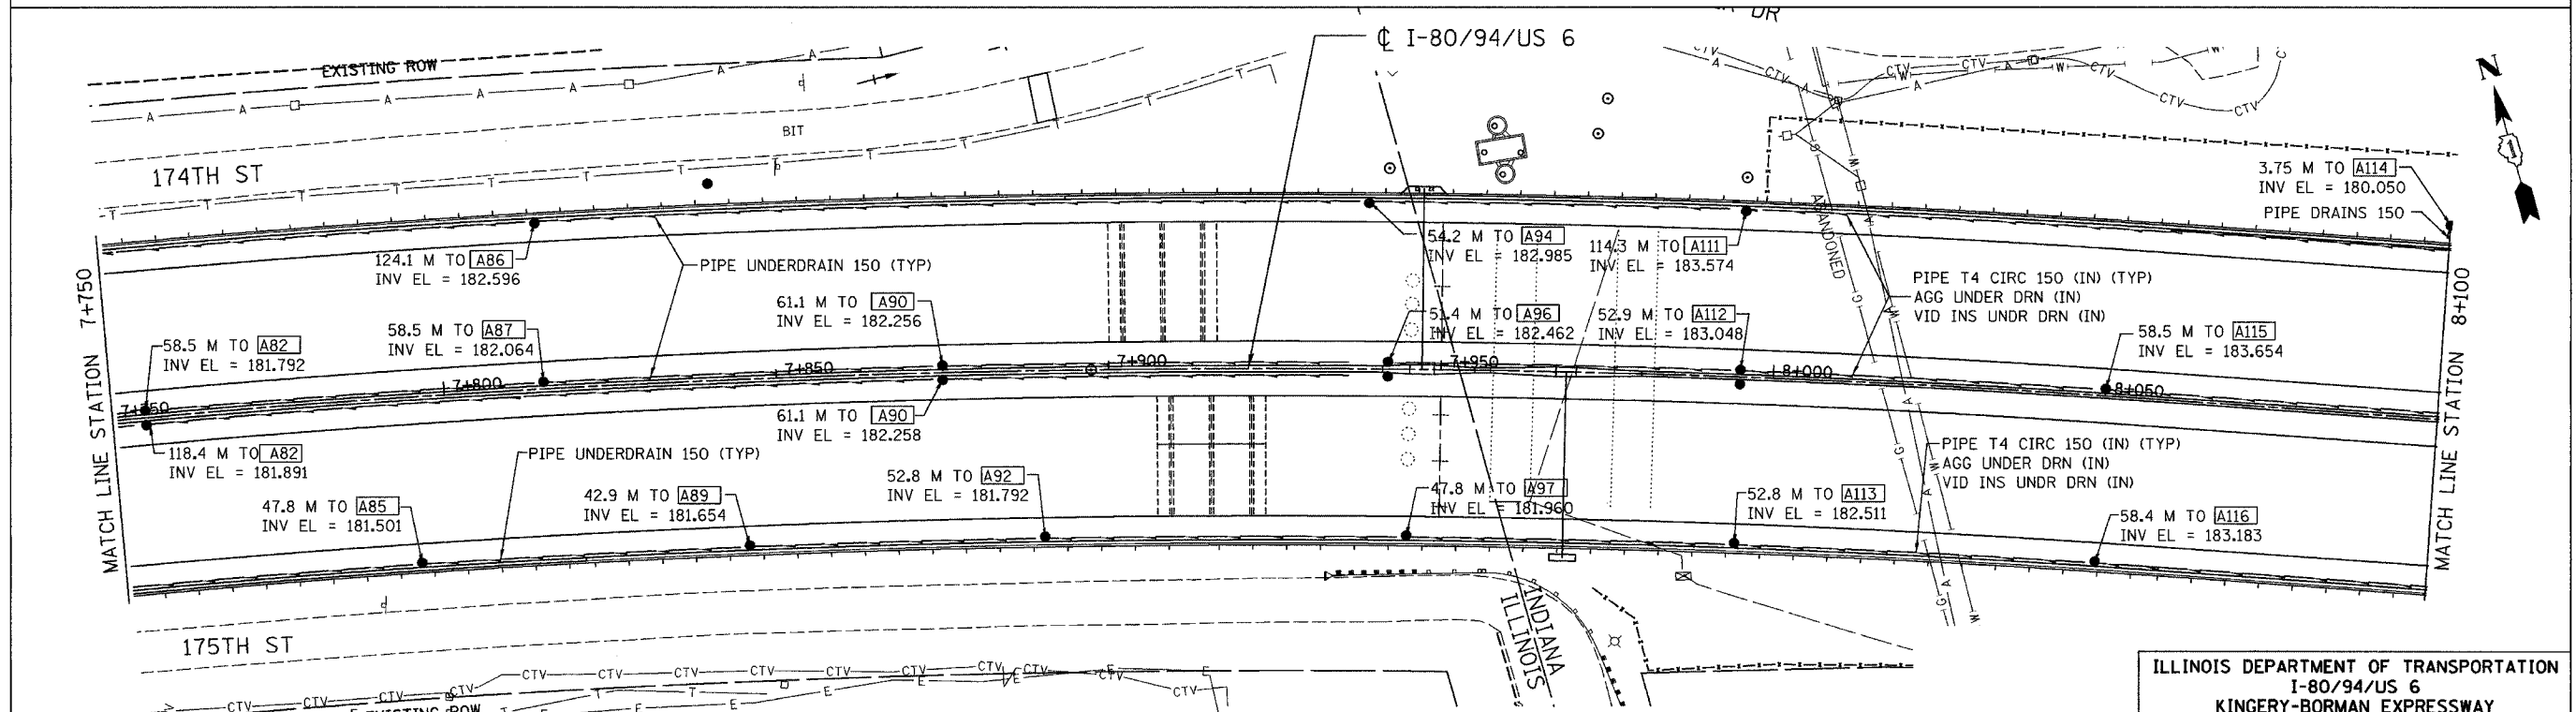 DR
℄ I-80/94/US 6
EXISTING ROW
BIT
174TH ST
N
1
3.75 M TO A114
INV EL = 180.050
PIPE DRAINS 150
ABANDONED
124.1 M TO A86
INV EL = 182.596
PIPE UNDERDRAIN 150 (TYP)
54.2 M TO A94
INV EL = 182.985
114.3 M TO A111
INV EL = 183.574
PIPE T4 CIRC 150 (IN) (TYP)
AGG UNDER DRN (IN)
VID INS UNDR DRN (IN)
61.1 M TO A90
INV EL = 182.256
58.5 M TO A87
INV EL = 182.064
58.5 M TO A82
INV EL = 181.792
51.4 M TO A96
INV EL = 182.462
52.9 M TO A112
INV EL = 183.048
58.5 M TO A115
INV EL = 183.654
MATCH LINE STATION 7+750
MATCH LINE STATION 8+100
7+750
7+800
7+850
7+900
7+950
8+000
8+050
61.1 M TO A90
INV EL = 182.258
118.4 M TO A82
INV EL = 181.891
PIPE UNDERDRAIN 150 (TYP)
PIPE T4 CIRC 150 (IN) (TYP)
AGG UNDER DRN (IN)
VID INS UNDR DRN (IN)
47.8 M TO A85
INV EL = 181.501
42.9 M TO A89
INV EL = 181.654
52.8 M TO A92
INV EL = 181.792
47.8 M TO A97
INV EL = 181.960
52.8 M TO A113
INV EL = 182.511
58.4 M TO A116
INV EL = 183.183
175TH ST
INDIANA
ILLINOIS
CTV CTV CTV CTV CTV CTV CTV CTV
EXISTING ROW
ILLINOIS DEPARTMENT OF TRANSPORTATION
I-80/94/US 6
KINGERY-BORMAN EXPRESSWAY